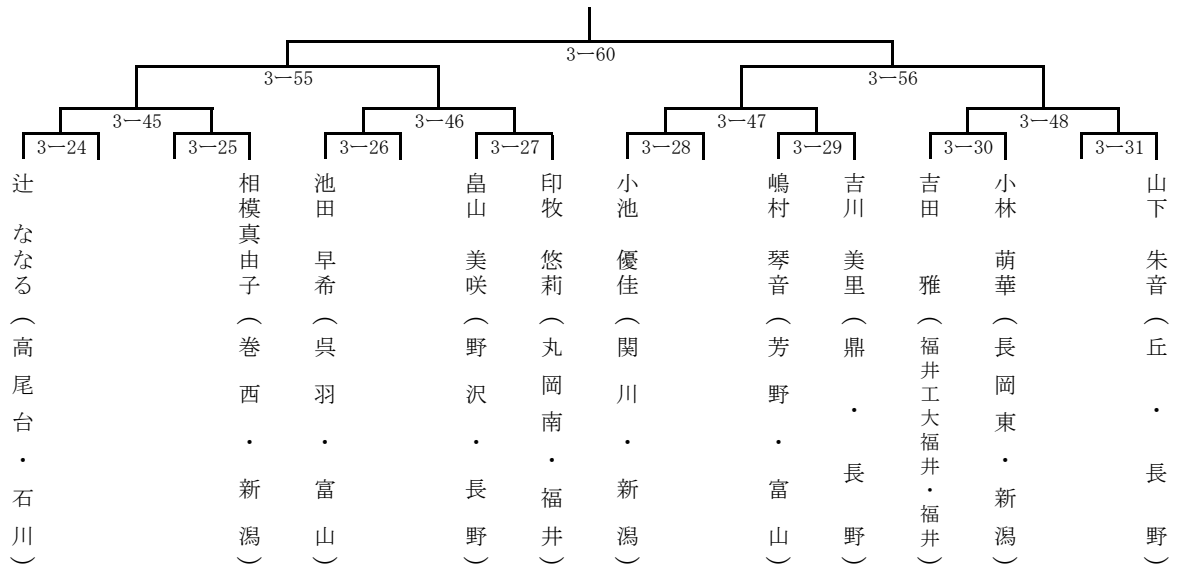 3―60
3―55
3―56
3―45
3―46
3―47
3―48
3―24
3―25
3―26
3―27
3―28
3―29
3―30
3―31
辻　ななる（高尾台・石川）
相模真由子（巻西・新潟）
池田　早希（呉羽・富山）
畠山　美咲（野沢・長野）
印牧　悠莉（丸岡南・福井）
小池　優佳（関川・新潟）
嶋村　琴音（芳野・富山）
吉川　美里（鼎・長野）
吉田　雅（福井工大福井・福井）
小林　萌華（長岡東・新潟）
山下　朱音（丘・長野）